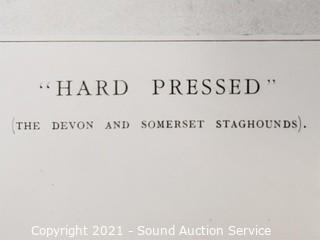 "HARD PRESSED"
(THE DEVON AND SOMERSET STAGHOUNDS).
Copyright 2021 - Sound Auction Service